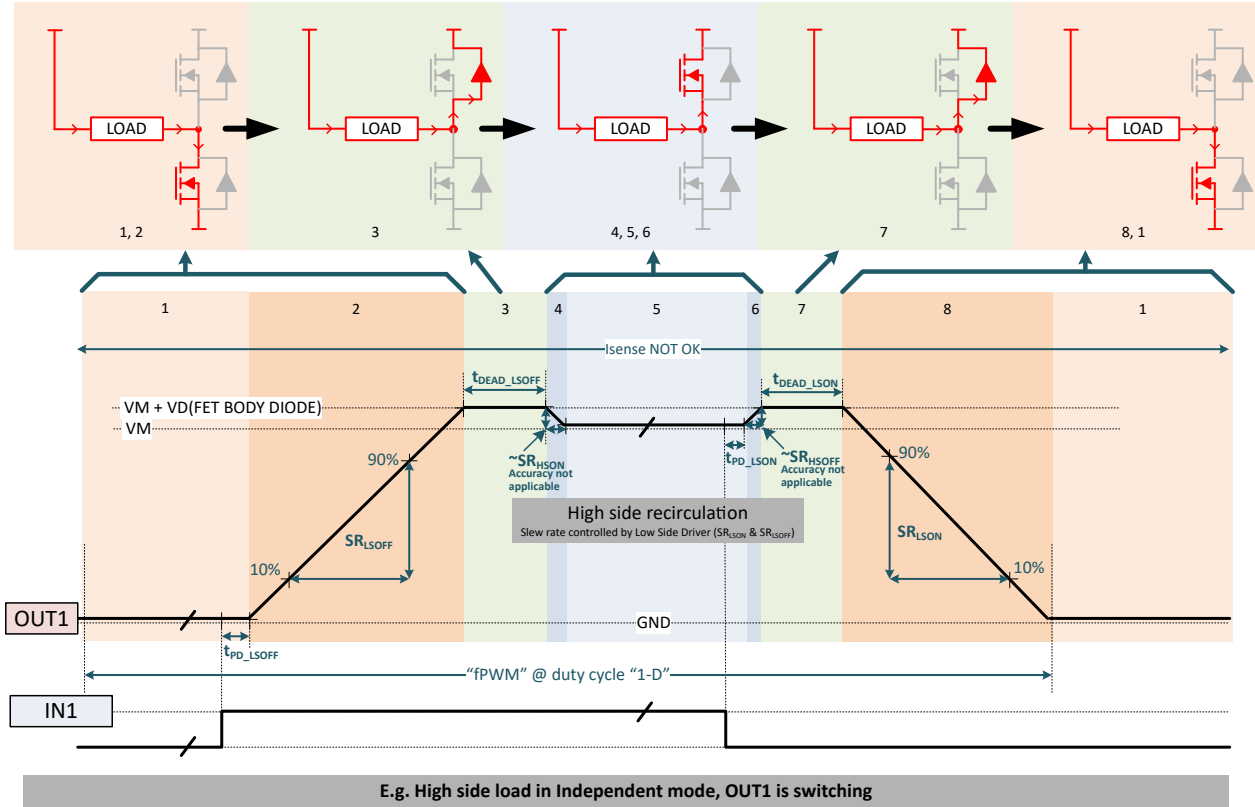 LOAD
LOAD
LOAD
LOAD
LOAD
1, 2
3
4, 5, 6
7
8, 1
1
2
3
4
5
6
7
8
1
Isense NOT OK
tDEAD_LSOFF
tDEAD_LSON
VM + VD(FET BODY DIODE)
VM
~SRHSON
Accuracy not
applicable
tPD_LSON
~SRHSOFF
Accuracy not
applicable
90%
90%
High side recirculation
Slew rate controlled by Low Side Driver (SRLSON & SRLSOFF)
SRLSOFF
SRLSON
10%
10%
OUT1
GND
tPD_LSOFF
“fPWM” @ duty cycle “1-D”
IN1
E.g. High side load in Independent mode, OUT1 is switching